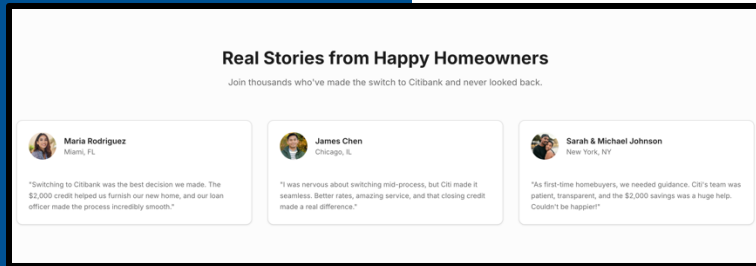 Real Stories from Happy Homeowners
Join thousands who've made the switch to Citibank and never looked back.
Maria Rodriguez
Miami, FL
"Switching to Citibank was the best decision we made. The
$2,000 credit helped us furnish our new home, and our loan
officer made the process incredibly smooth."
James Chen
Chicago, IL
"I was nervous about switching mid-process, but Citi made it
seamless. Better rates, amazing service, and that closing credit
made a real difference."
Sarah & Michael Johnson
New York, NY
"As first-time homebuyers, we needed guidance. Citi's team was
patient, transparent, and the $2,000 savings was a huge help.
Couldn't be happier!"